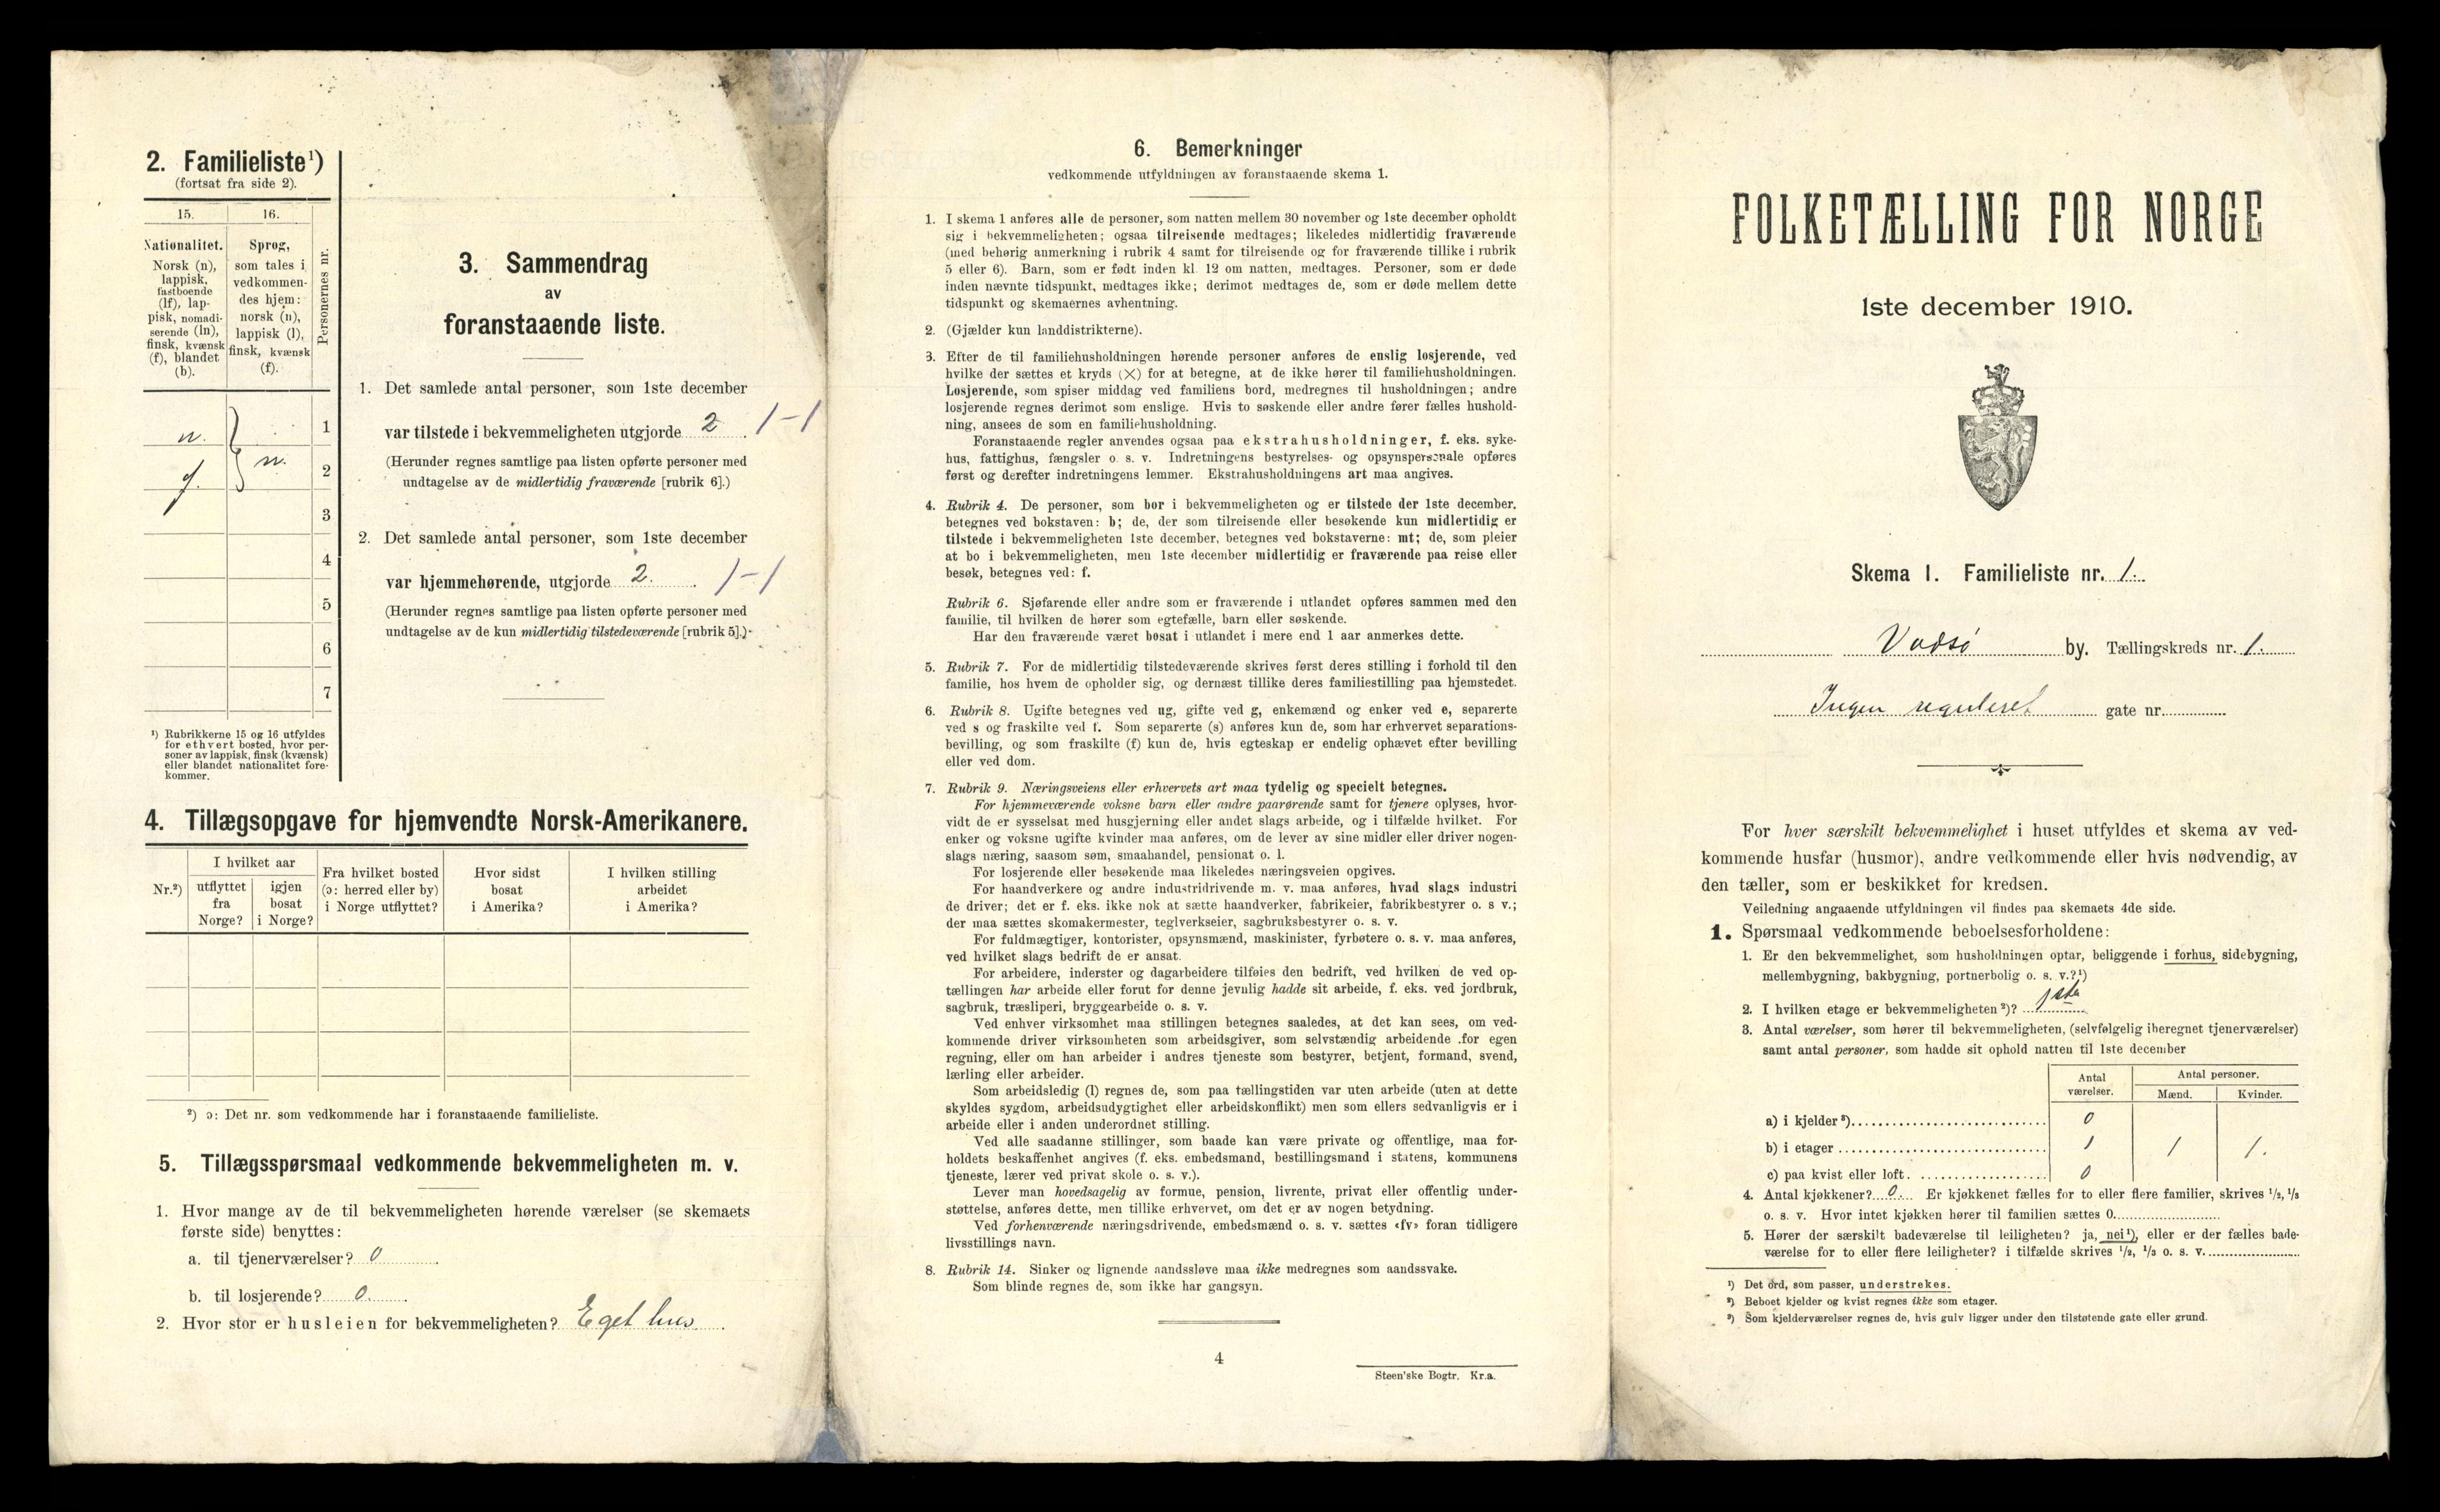 2. Familieliste¹)
(fortsat fra side 2).
15. 16.
Nationalitet.
Norsk (n),
lappisk,
fastboende
(lf), lap-
pisk, nomadi-
serende (ln),
finsk, kvænsk
(f), blandet
(b).
Sprog,
som tales i
vedkommen-
des hjem:
norsk (n),
lappisk (l),
finsk, kvænsk
(f).
Personernes nr.
n. 1
f. n. 2
3
4
5
6
7
¹) Rubrikkerne 15 og 16 utfyldes
for ethvert bosted, hvor per-
soner av lappisk, finsk (kvænsk)
eller blandet nationalitet fore-
kommer.
3. Sammendrag
av
foranstaaende liste.
1. Det samlede antal personer, som 1ste december
var tilstede i bekvemmeligheten utgjorde 2. 1-1
(Herunder regnes samtlige paa listen opførte personer med
undtagelse av de midlertidig fraværende [rubrik 6].)
2. Det samlede antal personer, som 1ste december
var hjemmehørende, utgjorde 2. 1-1
(Herunder regnes samtlige paa listen opførte personer med
undtagelse av de kun midlertidig tilstedeværende [rubrik 5].)
4. Tillægsopgave for hjemvendte Norsk-Amerikanere.
Nr.²)
I hvilket aar
utflyttet
fra
Norge?
igjen
bosat
i Norge?
Fra hvilket bosted
(ɔ: herred eller by)
i Norge utflyttet?
Hvor sidst
bosat
i Amerika?
I hvilken stilling
arbeidet
i Amerika?
²) ɔ: Det nr. som vedkommende har i foranstaaende familieliste.
5. Tillægsspørsmaal vedkommende bekvemmeligheten m. v.
1. Hvor mange av de til bekvemmeligheten hørende værelser (se skemaets
første side) benyttes:
a. til tjenerværelser? 0
b. til losjerende? 0.
2. Hvor stor er husleien for bekvemmeligheten? Eget hus
6. Bemerkninger
vedkommende utfyldningen av foranstaaende skema 1.
1. I skema 1 anføres alle de personer, som natten mellem 30 november og 1ste december opholdt
sig i bekvemmeligheten; ogsaa tilreisende medtages; likeledes midlertidig fraværende
(med behørig anmerkning i rubrik 4 samt for tilreisende og for fraværende tillike i rubrik
5 eller 6). Barn, som er født inden kl. 12 om natten, medtages. Personer, som er døde
inden nævnte tidspunkt, medtages ikke; derimot medtages de, som er døde mellem dette
tidspunkt og skemaernes avhentning.
2. (Gjælder kun landdistrikterne).
3. Efter de til familiehusholdningen hørende personer anføres de enslig losjerende, ved
hvilke der sættes et kryds (×) for at betegne, at de ikke hører til familiehusholdningen.
Losjerende, som spiser middag ved familiens bord, medregnes til husholdningen; andre
losjerende regnes derimot som enslige. Hvis to søskende eller andre fører fælles hushold-
ning, ansees de som en familiehusholdning.
Foranstaaende regler anvendes ogsaa paa ekstrahusholdninger, f. eks. syke-
hus, fattighus, fængsler o. s. v. Indretningens bestyrelses- og opsynspersonale opføres
først og derefter indretningens lemmer. Ekstrahusholdningens art maa angives.
4. Rubrik 4. De personer, som bor i bekvemmeligheten og er tilstede der 1ste december,
betegnes ved bokstaven: b; de, der som tilreisende eller besøkende kun midlertidig er
tilstede i bekvemmeligheten 1ste december, betegnes ved bokstaverne: mt; de, som pleier
at bo i bekvemmeligheten, men 1ste december midlertidig er fraværende paa reise eller
besøk, betegnes ved: f.
Rubrik 6. Sjøfarende eller andre som er fraværende i utlandet opføres sammen med den
familie, til hvilken de hører som egtefælle, barn eller søskende.
Har den fraværende været bosat i utlandet i mere end 1 aar anmerkes dette.
5. Rubrik 7. For de midlertidig tilstedeværende skrives først deres stilling i forhold til den
familie, hos hvem de opholder sig, og dernæst tillike deres familiestilling paa hjemstedet.
6. Rubrik 8. Ugifte betegnes ved ug, gifte ved g, enkemænd og enker ved e, separerte
ved s og fraskilte ved f. Som separerte (s) anføres kun de, som har erhvervet separations-
bevilling, og som fraskilte (f) kun de, hvis egteskap er endelig ophævet efter bevilling
eller ved dom.
7. Rubrik 9. Næringsveiens eller erhvervets art maa tydelig og specielt betegnes.
For hjemmeværende voksne barn eller andre paarørende samt for tjenere oplyses, hvor-
vidt de er sysselsat med husgjerning eller andet slags arbeide, og i tilfælde hvilket. For
enker og voksne ugifte kvinder maa anføres, om de lever av sine midler eller driver nogen-
slags næring, saasom søm, smaahandel, pensionat o. l.
For losjerende eller besøkende maa likeledes næringsveien opgives.
For haandverkere og andre industridrivende m. v. maa anføres, hvad slags industri
de driver; det er f. eks. ikke nok at sætte haandverker, fabrikeier, fabrikbestyrer o. s v.;
der maa sættes skomakermester, teglverkseier, sagbruksbestyrer o. s. v.
For fuldmægtiger, kontorister, opsynsmænd, maskinister, fyrbøtere o. s. v. maa anføres,
ved hvilket slags bedrift de er ansat.
For arbeidere, inderster og dagarbeidere tilføies den bedrift, ved hvilken de ved op-
tællingen har arbeide eller forut for denne jevnlig hadde sit arbeide, f. eks. ved jordbruk,
sagbruk, træsliperi, bryggearbeide o. s. v.
Ved enhver virksomhet maa stillingen betegnes saaledes, at det kan sees, om ved-
kommende driver virksomheten som arbeidsgiver, som selvstændig arbeidende for egen
regning, eller om han arbeider i andres tjeneste som bestyrer, betjent, formand, svend,
lærling eller arbeider.
Som arbeidsledig (l) regnes de, som paa tællingstiden var uten arbeide (uten at dette
skyldes sygdom, arbeidsudygtighet eller arbeidskonflikt) men som ellers sedvanligvis er i
arbeide eller i anden underordnet stilling.
Ved alle saadanne stillinger, som baade kan være private og offentlige, maa for-
holdets beskaffenhet angives (f. eks. embedsmand, bestillingsmand i statens, kommunens
tjeneste, lærer ved privat skole o. s. v.).
Lever man hovedsagelig av formue, pension, livrente, privat eller offentlig under-
støttelse, anføres dette, men tillike erhvervet, om det er av nogen betydning.
Ved forhenværende næringsdrivende, embedsmænd o. s. v. sættes «fv» foran tidligere
livsstillings navn.
8. Rubrik 14. Sinker og lignende aandssløve maa ikke medregnes som aandssvake.
Som blinde regnes de, som ikke har gangsyn.
4
Steen'ske Bogtr. Kr.a.
FOLKETÆLLING FOR NORGE
1ste december 1910.
Skema 1. Familieliste nr. 1.
Vadsö by. Tællingskreds nr. 1.
Ingen reguleret gate nr.
For hver særskilt bekvemmelighet i huset utfyldes et skema av ved-
kommende husfar (husmor), andre vedkommende eller hvis nødvendig, av
den tæller, som er beskikket for kredsen.
Veiledning angaaende utfyldningen vil findes paa skemaets 4de side.
1. Spørsmaal vedkommende beboelsesforholdene:
1. Er den bekvemmelighet, som husholdningen optar, beliggende i forhus, sidebygning,
mellembygning, bakbygning, portnerbolig o. s. v.?¹)
2. I hvilken etage er bekvemmeligheten²)? 1ste
3. Antal værelser, som hører til bekvemmeligheten, (selvfølgelig iberegnet tjenerværelser)
samt antal personer, som hadde sit ophold natten til 1ste december
Antal
værelser.
Antal personer.
Mænd. Kvinder.
a) i kjelder³) 0
b) i etager 1 1 1.
c) paa kvist eller loft. 0
4. Antal kjøkkener? 0. Er kjøkkenet fælles for to eller flere familier, skrives 1/2, 1/3
o. s. v. Hvor intet kjøkken hører til familien sættes 0.
5. Hører der særskilt badeværelse til leiligheten? ja, nei¹), eller er der fælles bade-
værelse for to eller flere leiligheter? i tilfælde skrives 1/2, 1/3 o. s. v.
¹) Det ord, som passer, understrekes.
²) Beboet kjelder og kvist regnes ikke som etager.
³) Som kjelderværelser regnes de, hvis gulv ligger under den tilstøtende gate eller grund.